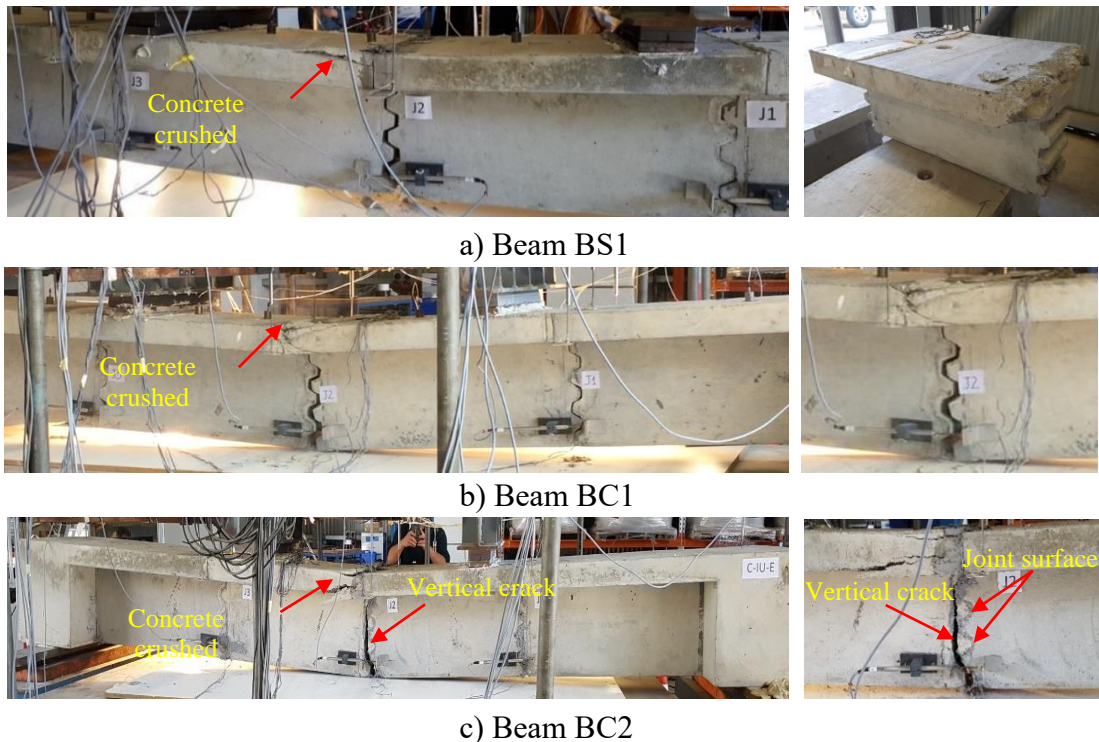 J3
J2
J1
Concrete
crushed
a) Beam BS1
Concrete
crushed
J2
J1
J2
b) Beam BC1
C-IU-E
J3
J2
Vertical crack
Concrete
crushed
Joint surface
J2
Vertical crack
c) Beam BC2